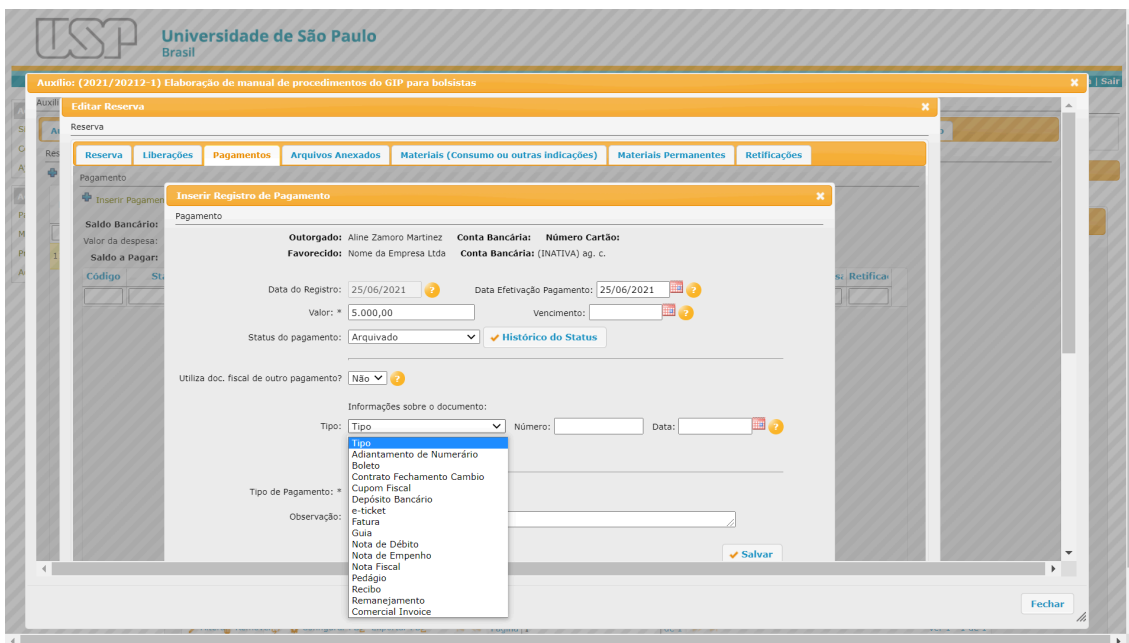 USP Universidade de São Paulo
Brasil
Auxílio: (2021/20212-1) Elaboração de manual de procedimentos do GIP para bolsistas
| Sair
Editar Reserva
Reserva
Reserva Liberações Pagamentos Arquivos Anexados Materiais (Consumo ou outras indicações) Materiais Permanentes Retificações
Pagamento
Inserir Pagamen
Inserir Registro de Pagamento
Pagamento
Saldo Bancário:
Valor da despesa:
Saldo a Pagar:
Código
Retifica
Outorgado: Aline Zamoro Martinez Conta Bancária: Número Cartão:
Favorecido: Nome da Empresa Ltda Conta Bancária: (INATIVA) ag. c.
Data do Registro: 25/06/2021 ? Data Efetivação Pagamento: 25/06/2021 ?
Valor: * 5.000,00 Vencimento: ?
Status do pagamento: Arquivado Histórico do Status
Utiliza doc. fiscal de outro pagamento? Não ?
Informações sobre o documento:
Tipo: Tipo Número: Data: ?
Tipo
Adiantamento de Numerário
Boleto
Contrato Fechamento Cambio
Cupom Fiscal
Depósito Bancário
e-ticket
Fatura
Guia
Nota de Débito
Nota de Empenho
Nota Fiscal
Pedágio
Recibo
Remanejamento
Comercial Invoice
Tipo de Pagamento: *
Observação:
Salvar
Fechar